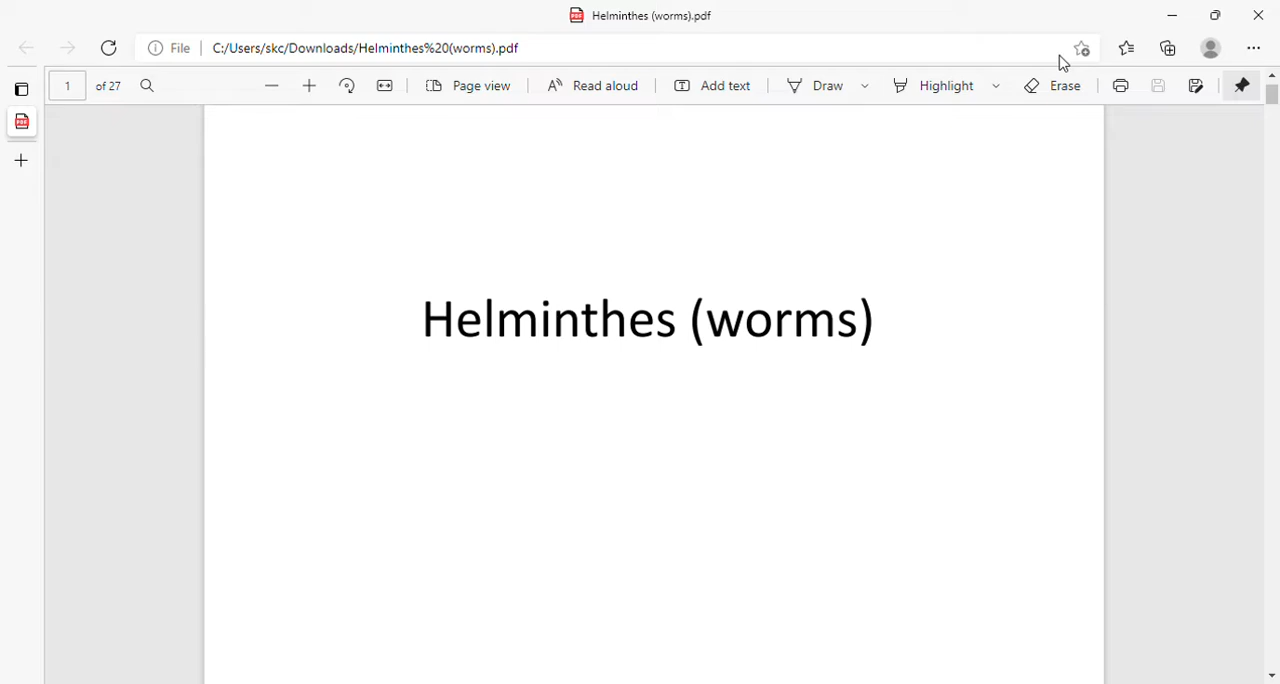 Helminthes (worms).pdf
File C:/Users/skc/Downloads/Helminthes%20(worms).pdf
1 of 27 Page view Read aloud Add text Draw Highlight Erase
Helminthes (worms)